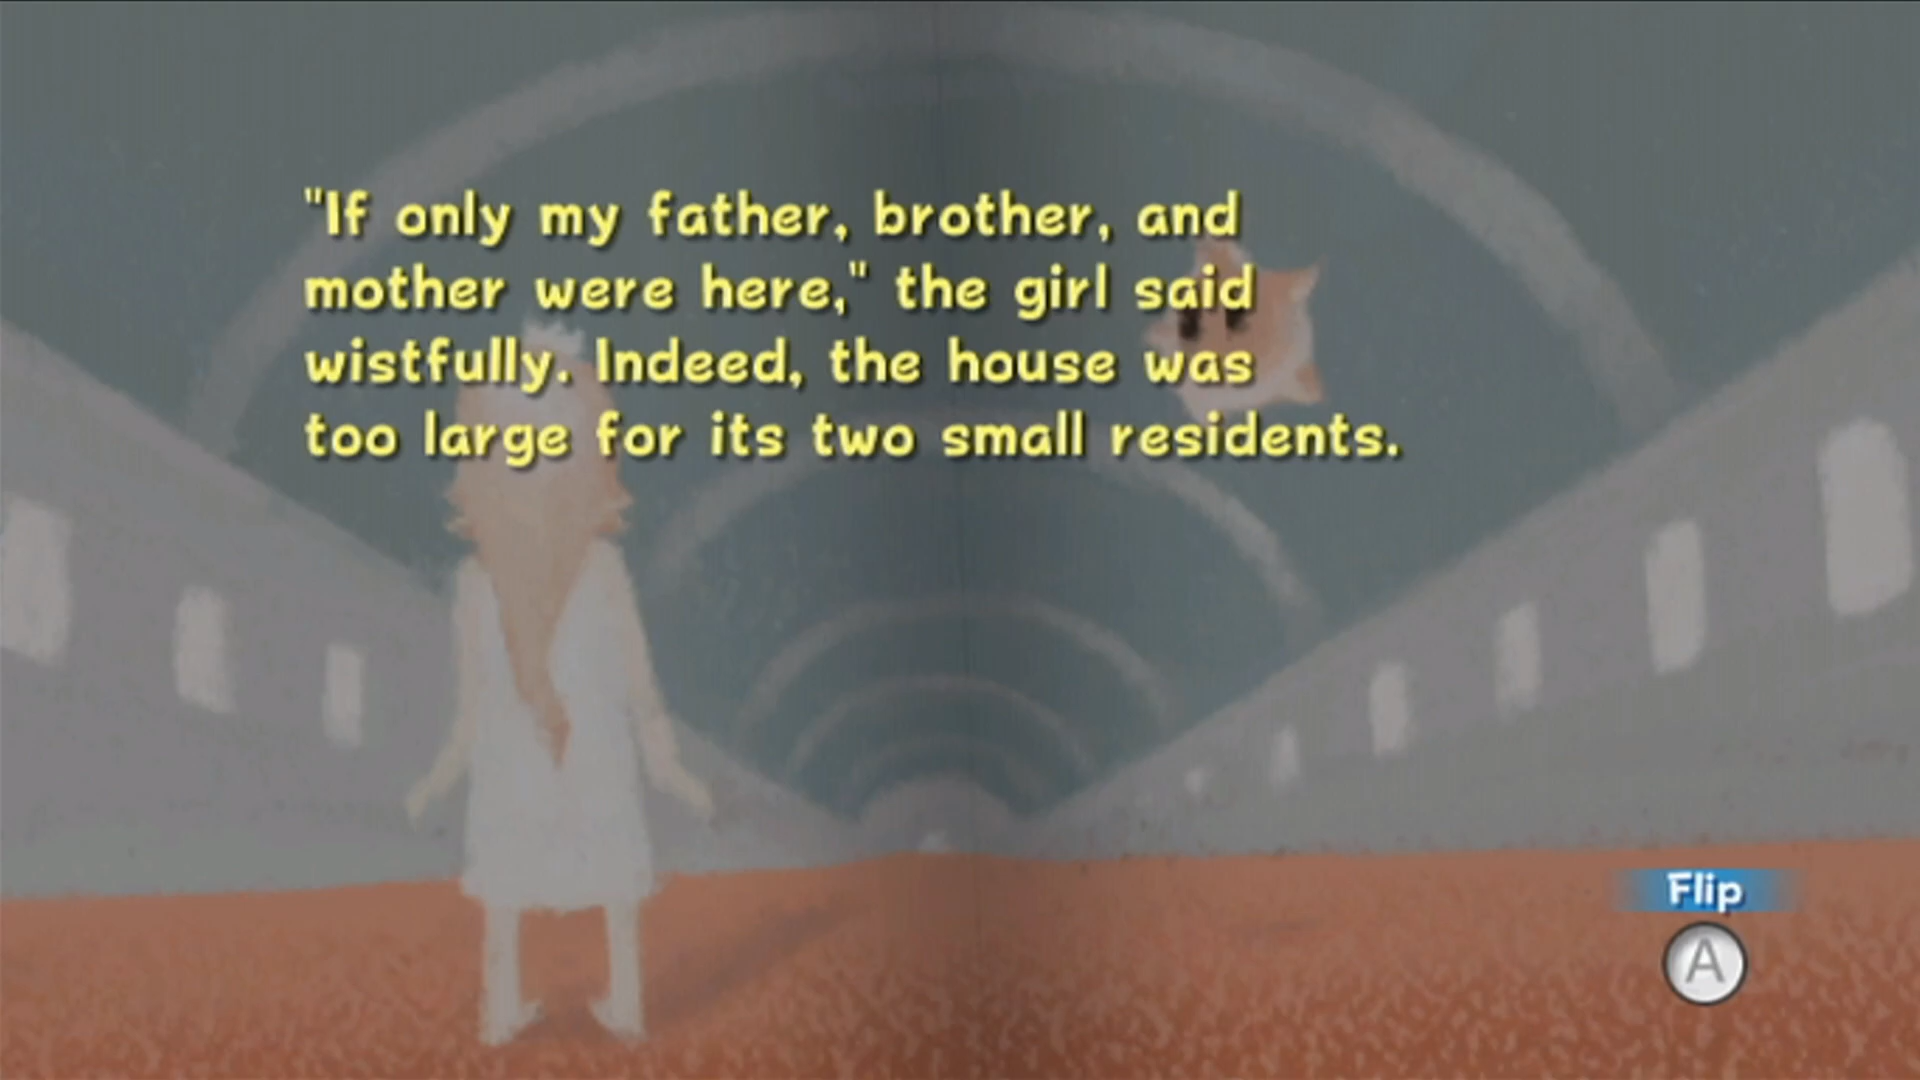 "If only my father, brother, and
mother were here," the girl said
wistfully. Indeed, the house was
too large for its two small residents.
Flip
A